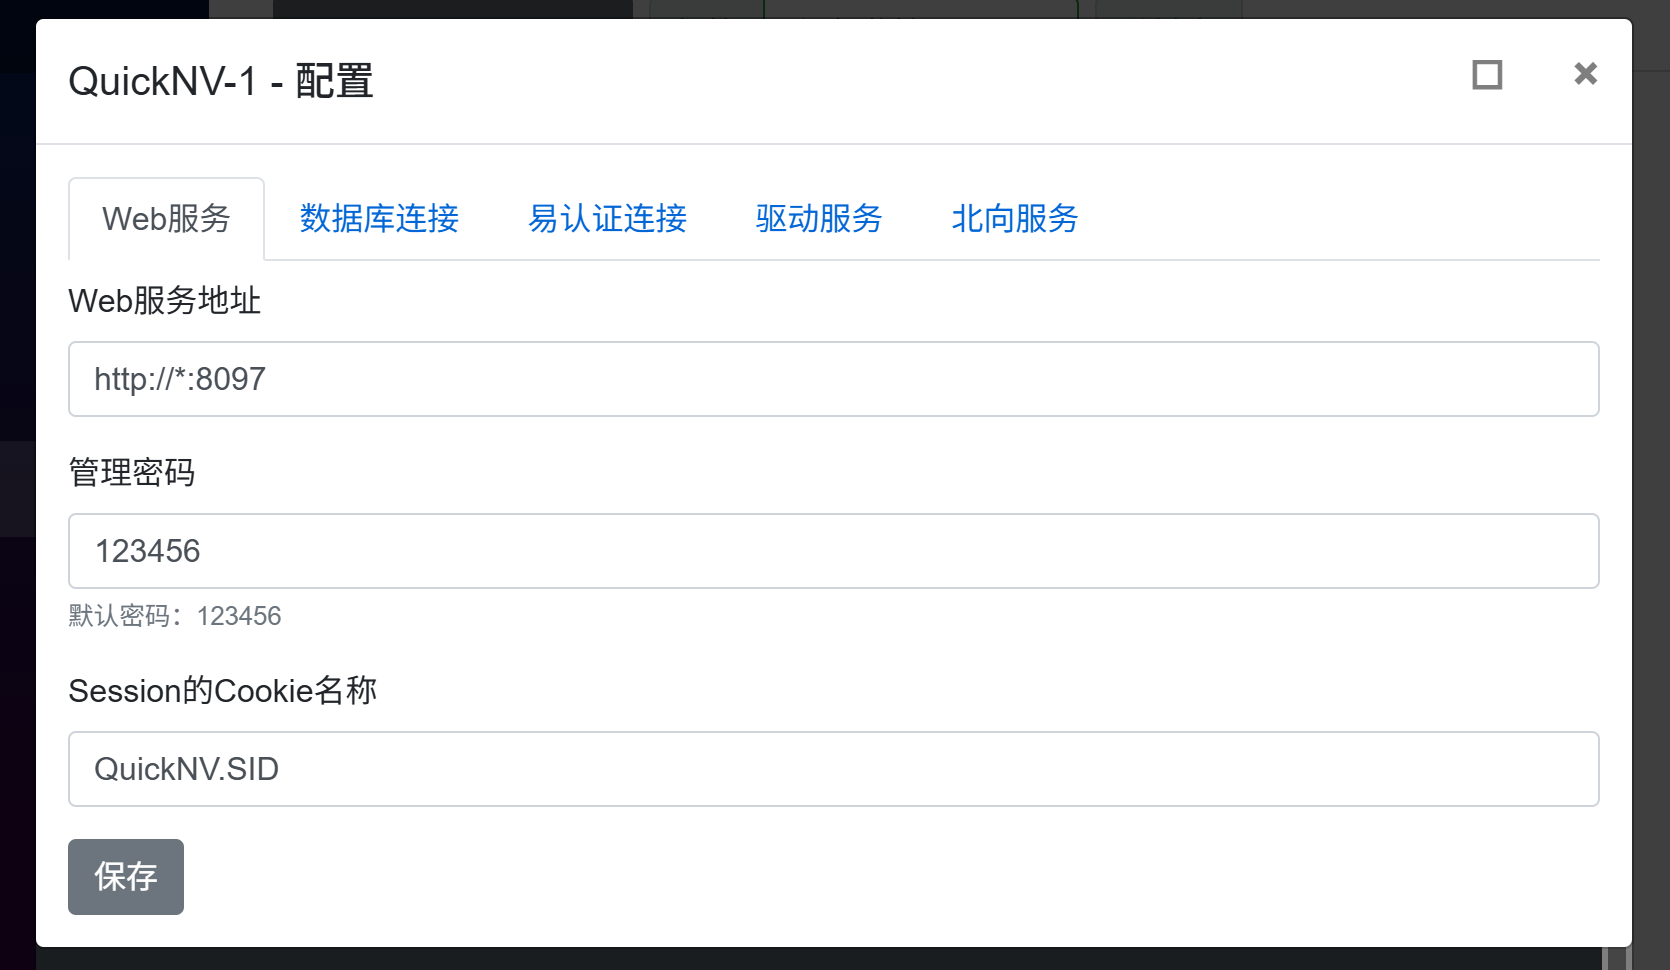 QuickNV-1 - 配置
Web服务 数据库连接 易认证连接 驱动服务 北向服务
Web服务地址
http://*:8097
管理密码
123456
默认密码：123456
Session的Cookie名称
QuickNV.SID
保存